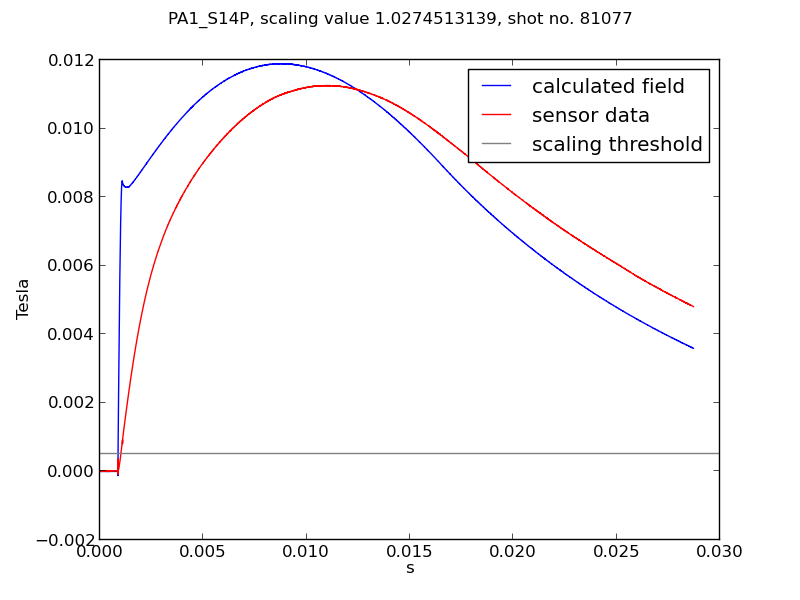 PA1_S14P, scaling value 1.0274513139, shot no. 81077
0.012
0.010
0.008
0.006
0.004
0.002
0.000
−0.002
Tesla
calculated field
sensor data
scaling threshold
0.000 0.005 0.010 0.015 0.020 0.025 0.030
s